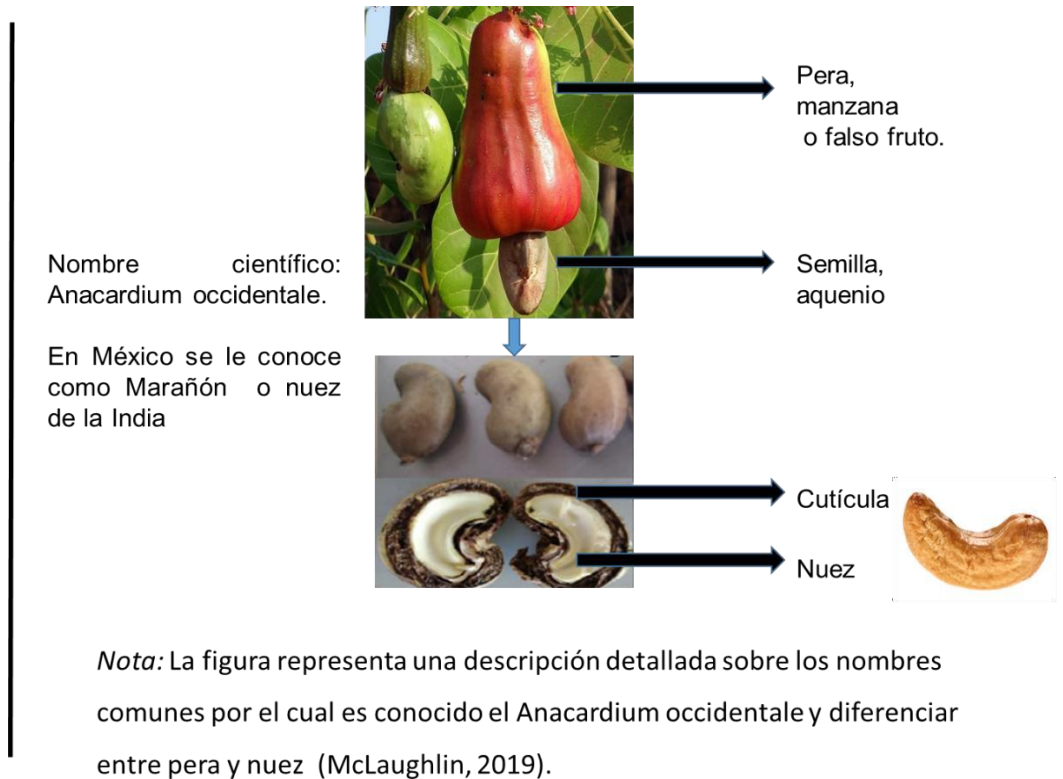 Pera,
manzana
o falso fruto.
Nombre científico:
Anacardium occidentale.
Semilla,
aquenio
En México se le conoce
como Marañón o nuez
de la India
Cutícula
Nuez
Nota: La figura representa una descripción detallada sobre los nombres
comunes por el cual es conocido el Anacardium occidentale y diferenciar
entre pera y nuez (McLaughlin, 2019).